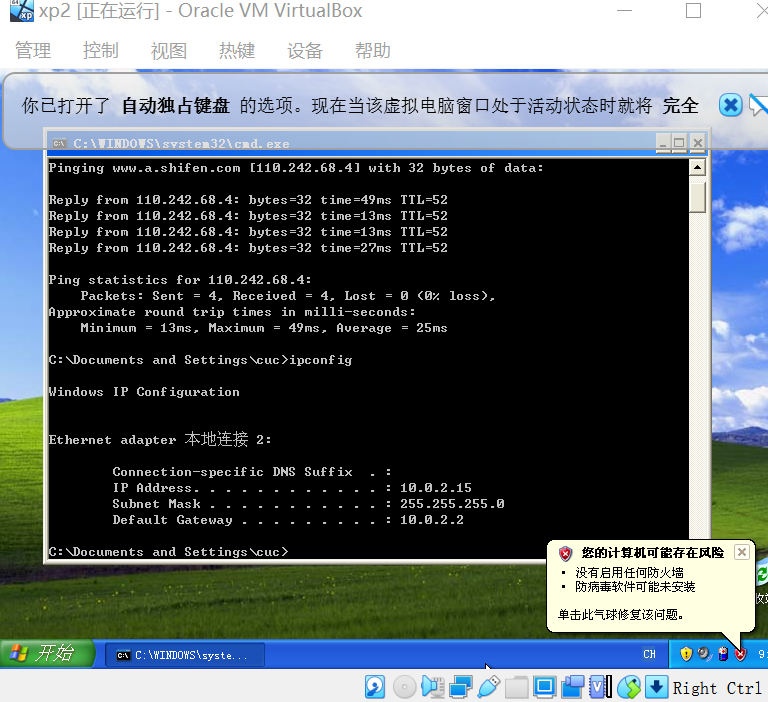 xp2 [正在运行] - Oracle VM VirtualBox
管理 控制 视图 热键 设备 帮助
你已打开了 自动独占键盘 的选项。现在当该虚拟电脑窗口处于活动状态时就将 完全
C:\WINDOWS\system32\cmd.exe
Pinging www.a.shifen.com [110.242.68.4] with 32 bytes of data:
Reply from 110.242.68.4: bytes=32 time=49ms TTL=52
Reply from 110.242.68.4: bytes=32 time=13ms TTL=52
Reply from 110.242.68.4: bytes=32 time=13ms TTL=52
Reply from 110.242.68.4: bytes=32 time=27ms TTL=52
Ping statistics for 110.242.68.4:
Packets: Sent = 4, Received = 4, Lost = 0 (0% loss),
Approximate round trip times in milli-seconds:
Minimum = 13ms, Maximum = 49ms, Average = 25ms
C:\Documents and Settings\cuc>ipconfig
Windows IP Configuration
Ethernet adapter 本地连接 2:
Connection-specific DNS Suffix  . :
IP Address. . . . . . . . . . . . : 10.0.2.15
Subnet Mask . . . . . . . . . . . : 255.255.255.0
Default Gateway . . . . . . . . . : 10.0.2.2
C:\Documents and Settings\cuc>
您的计算机可能存在风险
• 没有启用任何防火墙
• 防病毒软件可能未安装
单击此气球修复该问题。
开始 C:\WINDOWS\syste... CH
Right Ctrl